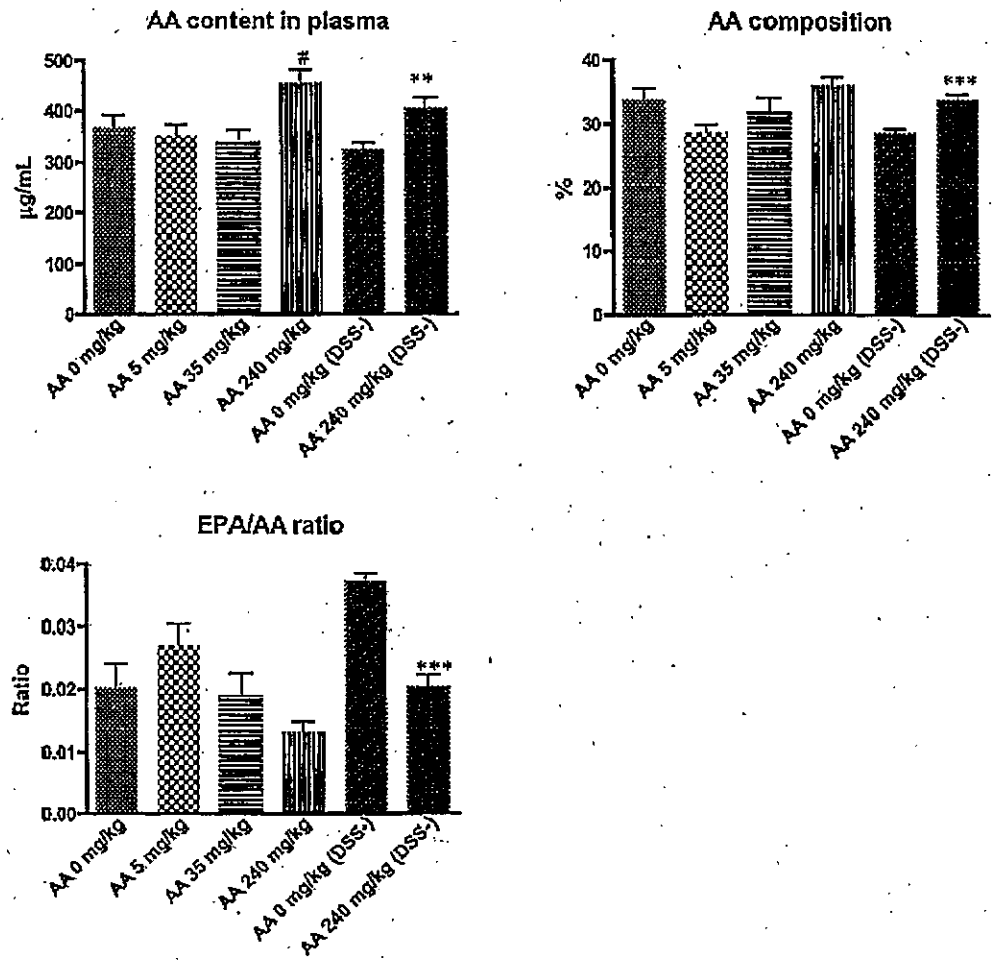 AA content in plasma
500
400
300
200
100
0
µg/mL
#
**
AA 0 mg/kg
AA 5 mg/kg
AA 35 mg/kg
AA 240 mg/kg
AA 0 mg/kg (DSS-)
AA 240 mg/kg (DSS-)
AA composition
40
30
20
10
0
%
***
AA 0 mg/kg
AA 5 mg/kg
AA 35 mg/kg
AA 240 mg/kg
AA 0 mg/kg (DSS-)
AA 240 mg/kg (DSS-)
EPA/AA ratio
0.04
0.03
0.02
0.01
0.00
Ratio
***
AA 0 mg/kg
AA 5 mg/kg
AA 35 mg/kg
AA 240 mg/kg
AA 0 mg/kg (DSS-)
AA 240 mg/kg (DSS-)